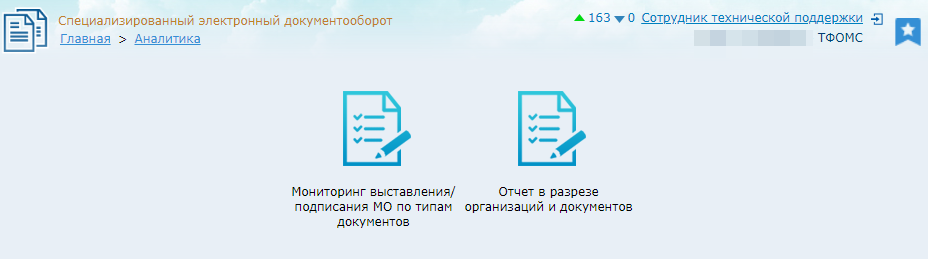 Специализированный электронный документооборот
163 0 Сотрудник технической поддержки
Главная > Аналитика
ТФОМС
Мониторинг выставления/
подписания МО по типам
документов
Отчет в разрезе
организаций и документов